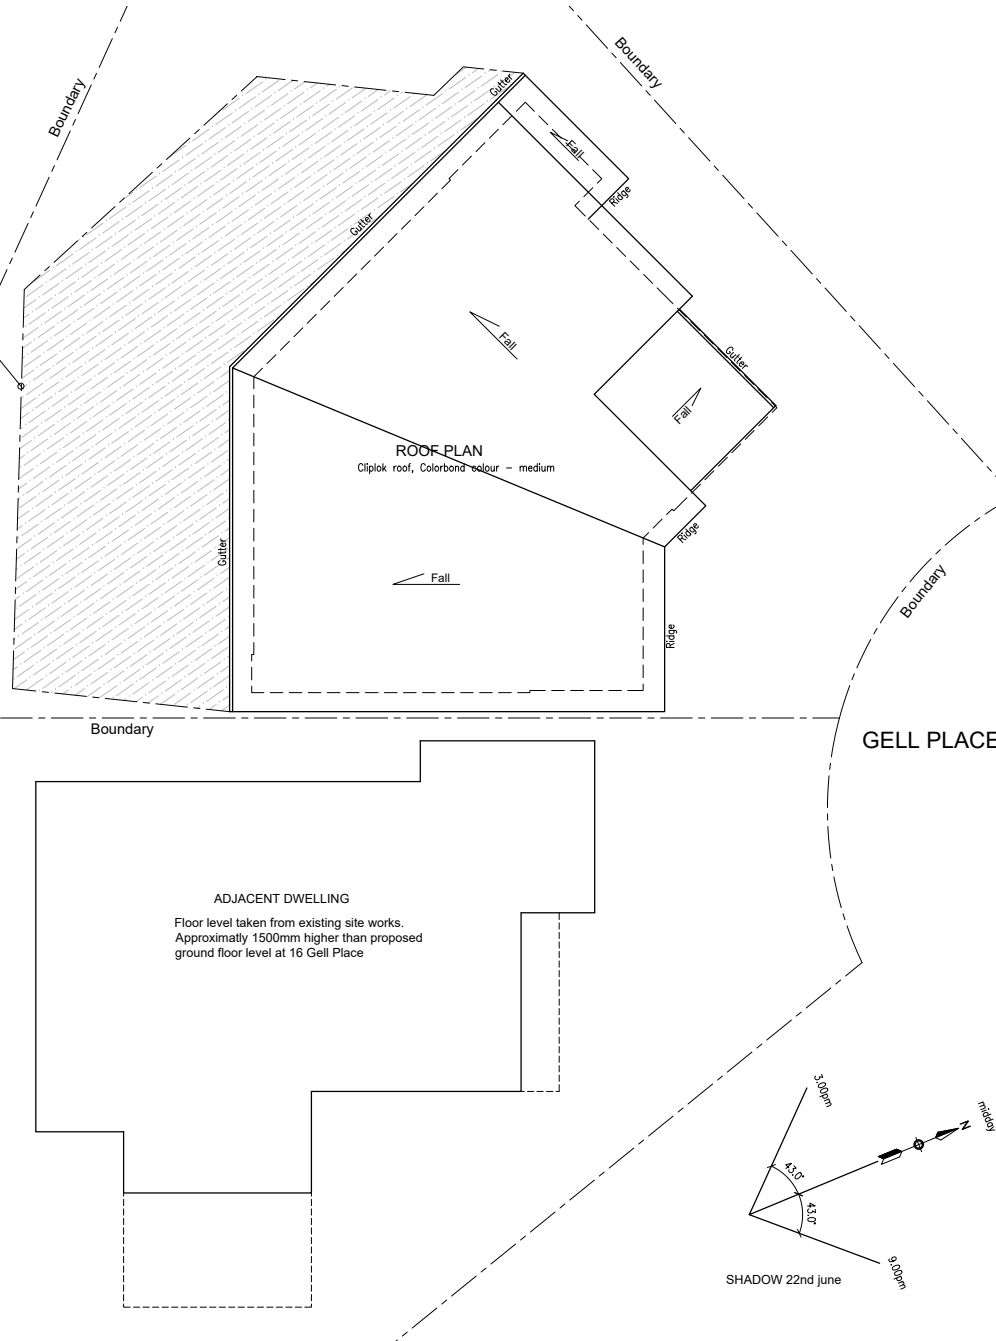 Boundary
Boundary
Gutter
Fall
Ridge
Gutter
Fall
Gutter
Fall
ROOF PLAN
Cliplok roof, Colorbond colour – medium
Ridge
Gutter
Fall
Ridge
Boundary
Boundary
GELL PLACE
ADJACENT DWELLING
Floor level taken from existing site works.
Approximatly 1500mm higher than proposed
ground floor level at 16 Gell Place
3.00pm
midday
N
43.0°
43.0°
9.00pm
SHADOW 22nd june